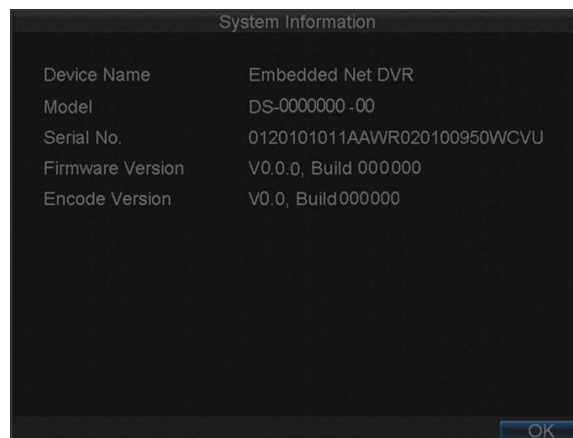 System Information
Device Name Embedded Net DVR
Model DS-0000000 -00
Serial No. 0120101011AAWR020100950WCVU
Firmware Version V0.0.0, Build 000000
Encode Version V0.0, Build 000000
OK